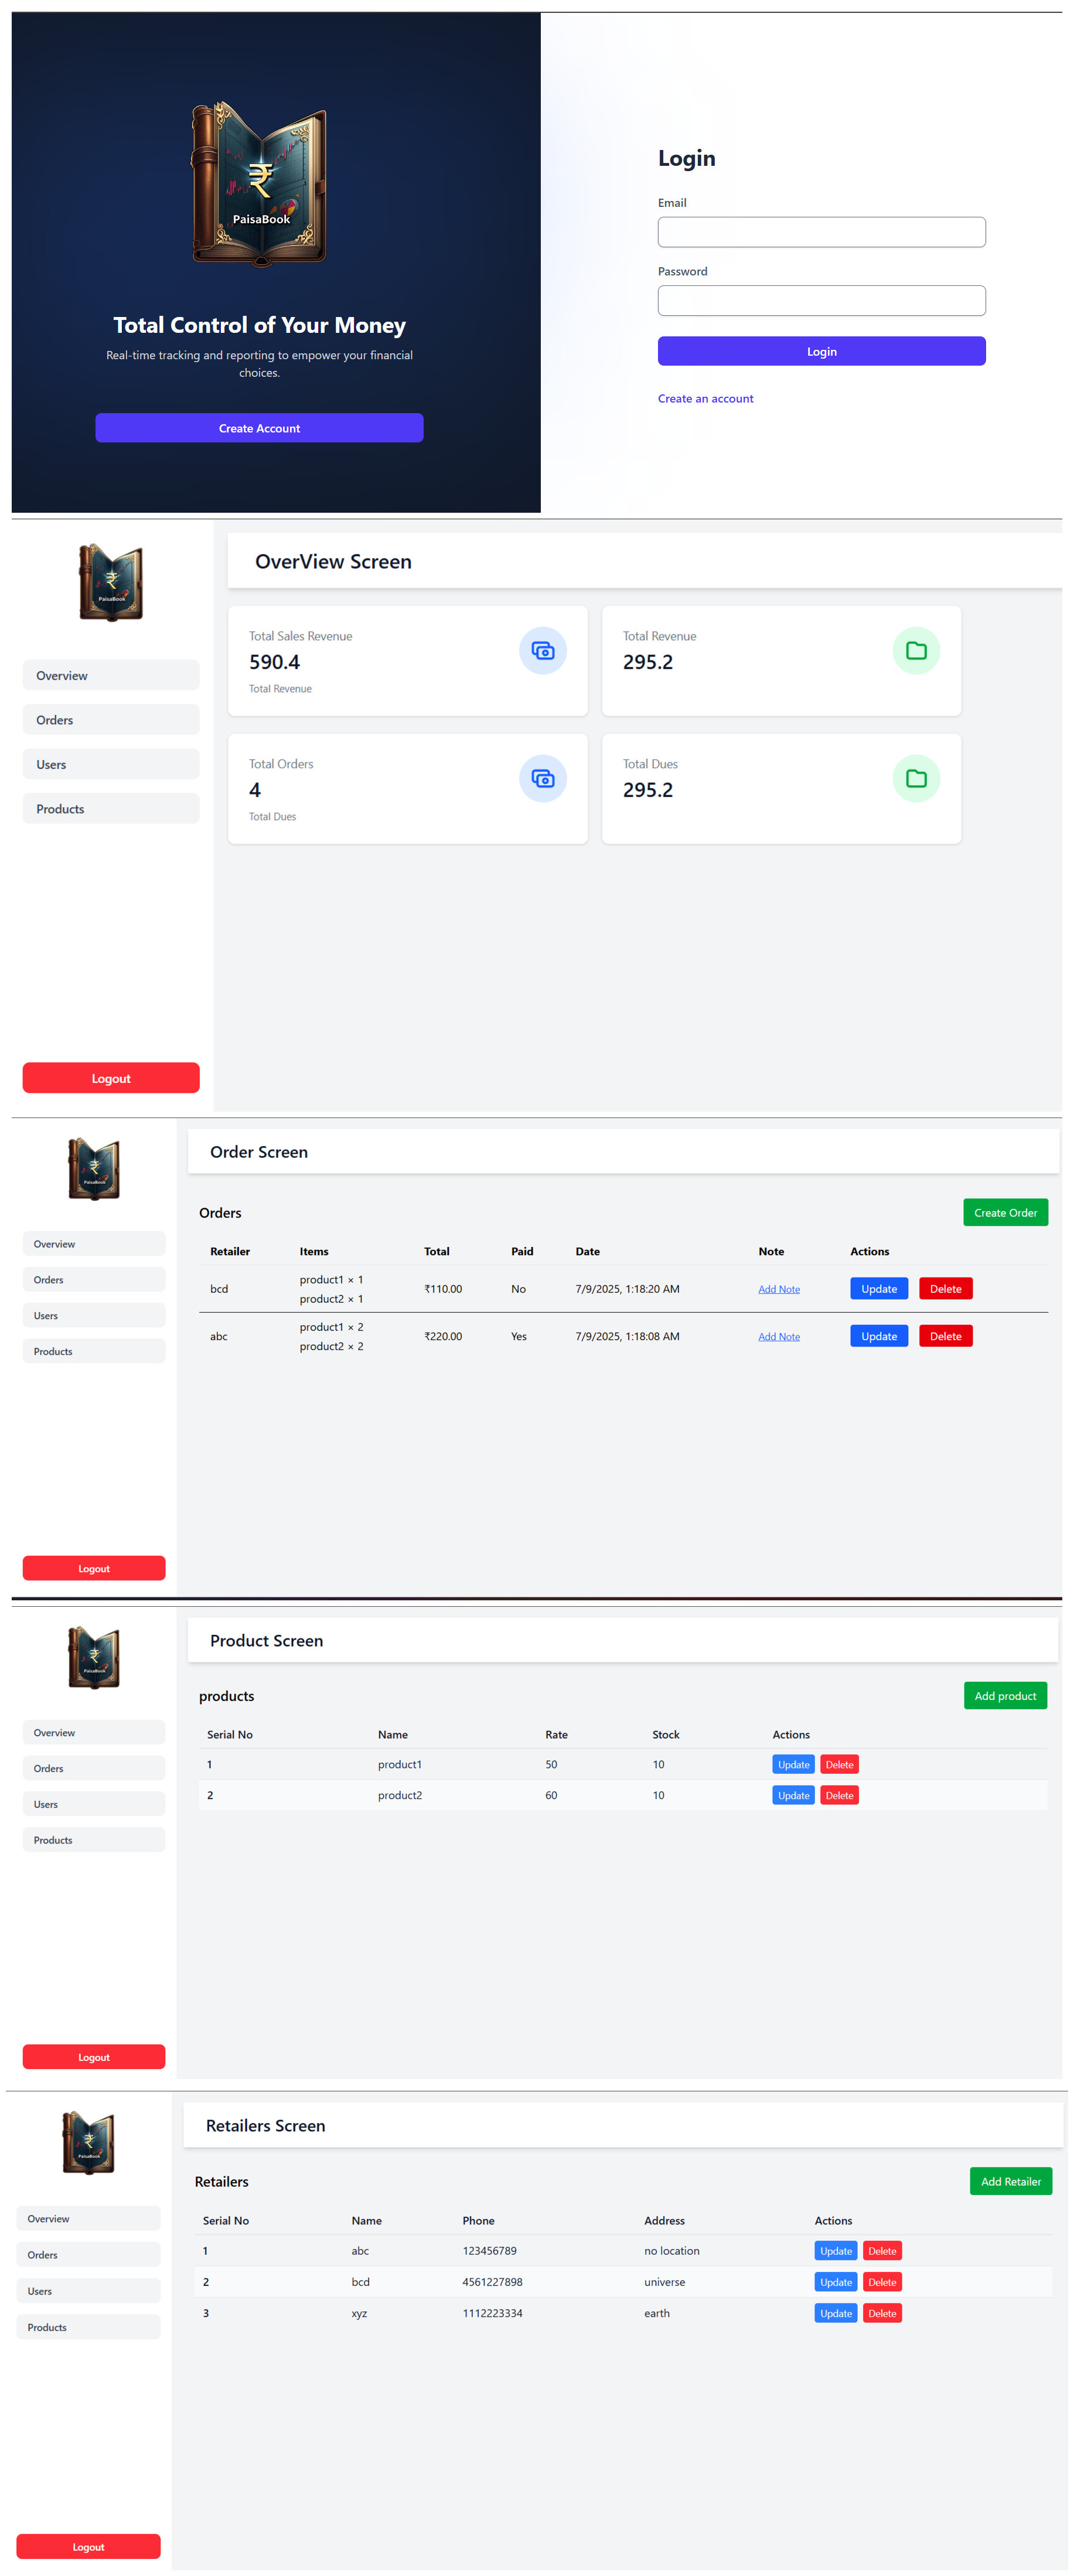 ₹
PaisaBook
Total Control of Your Money
Real-time tracking and reporting to empower your financial
choices.
Create Account
Login
Email
Password
Login
Create an account
₹
PaisaBook
Overview
Orders
Users
Products
Logout
OverView Screen
Total Sales Revenue
590.4
Total Revenue
Total Revenue
295.2
Total Orders
4
Total Dues
Total Dues
295.2
₹
PaisaBook
Overview
Orders
Users
Products
Logout
Order Screen
Orders
Create Order
Retailer Items Total Paid Date Note Actions
bcd product1 × 1 ₹110.00 No 7/9/2025, 1:18:20 AM Add Note Update Delete
product2 × 1
abc product1 × 2 ₹220.00 Yes 7/9/2025, 1:18:08 AM Add Note Update Delete
product2 × 2
₹
PaisaBook
Overview
Orders
Users
Products
Logout
Product Screen
products
Add product
Serial No Name Rate Stock Actions
1 product1 50 10 Update Delete
2 product2 60 10 Update Delete
₹
PaisaBook
Overview
Orders
Users
Products
Logout
Retailers Screen
Retailers
Add Retailer
Serial No Name Phone Address Actions
1 abc 123456789 no location Update Delete
2 bcd 4561227898 universe Update Delete
3 xyz 1112223334 earth Update Delete